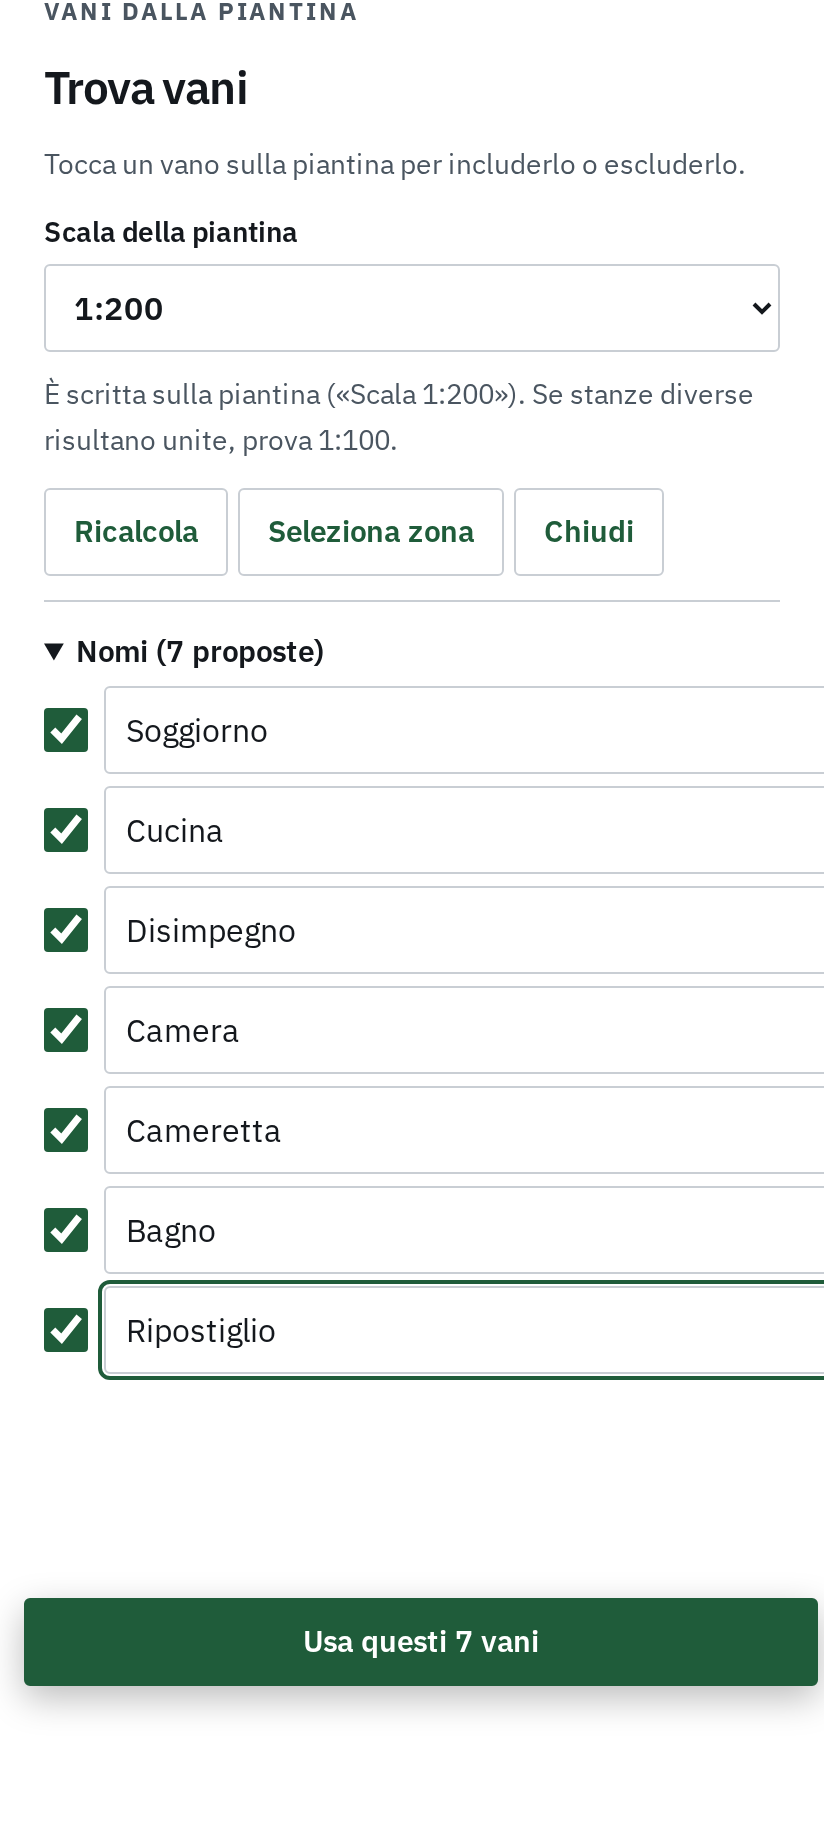 VANI DALLA PIANTINA
Trova vani
Tocca un vano sulla piantina per includerlo o escluderlo.
Scala della piantina
1:200
È scritta sulla piantina («Scala 1:200»). Se stanze diverse
risultano unite, prova 1:100.
Ricalcola Seleziona zona Chiudi
Nomi (7 proposte)
Soggiorno
Cucina
Disimpegno
Camera
Cameretta
Bagno
Ripostiglio
Usa questi 7 vani